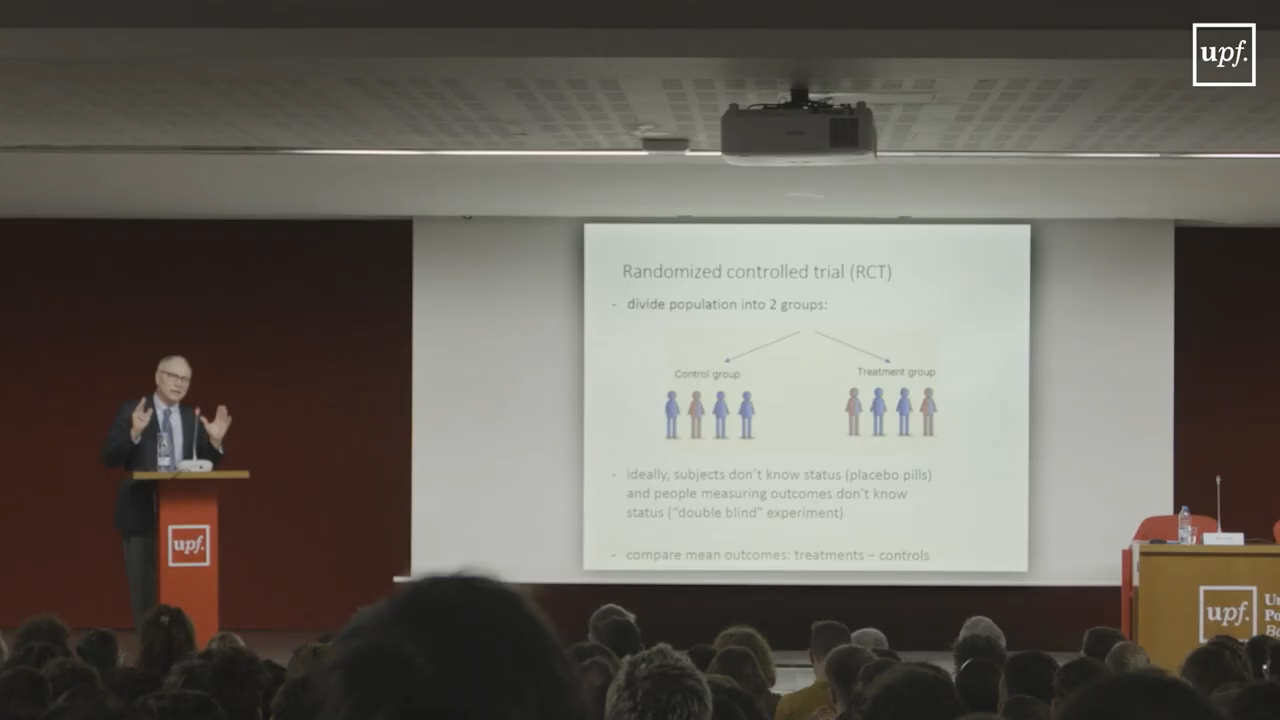 upf.
Randomized controlled trial (RCT)
- divide population into 2 groups:
Control group
Treatment group
- ideally, subjects don't know status (placebo pills)
and people measuring outcomes don't know
status ("double blind" experiment)
- compare mean outcomes: treatments – controls
upf.
upf.